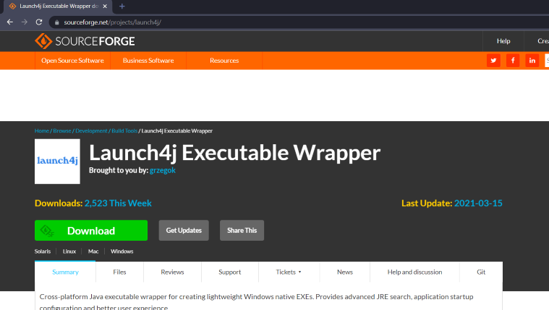 Launch4j Executable Wrapper do
sourceforge.net/projects/launch4j/
SOURCEFORGE
Help
Crea
Open Source Software
Business Software
Resources
Home / Browse / Development / Build Tools / Launch4j Executable Wrapper
launch4j
Launch4j Executable Wrapper
Brought to you by: grzegok
Downloads: 2,523 This Week
Last Update: 2021-03-15
Download
Get Updates
Share This
Solaris
Linux
Mac
Windows
Summary
Files
Reviews
Support
Tickets
News
Help and discussion
Git
Cross-platform Java executable wrapper for creating lightweight Windows native EXEs. Provides advanced JRE search, application startup
configuration and better user experience.